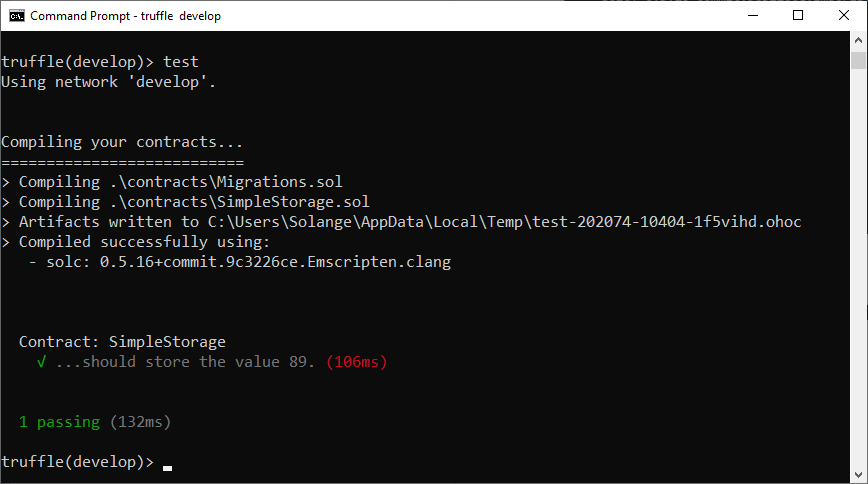 Command Prompt - truffle develop
truffle(develop)> test
Using network 'develop'.
Compiling your contracts...
===========================
> Compiling .\contracts\Migrations.sol
> Compiling .\contracts\SimpleStorage.sol
> Artifacts written to C:\Users\Solange\AppData\Local\Temp\test-202074-10404-1f5vihd.ohoc
> Compiled successfully using:
   - solc: 0.5.16+commit.9c3226ce.Emscripten.clang
  Contract: SimpleStorage
    √ ...should store the value 89. (106ms)
  1 passing (132ms)
truffle(develop)>